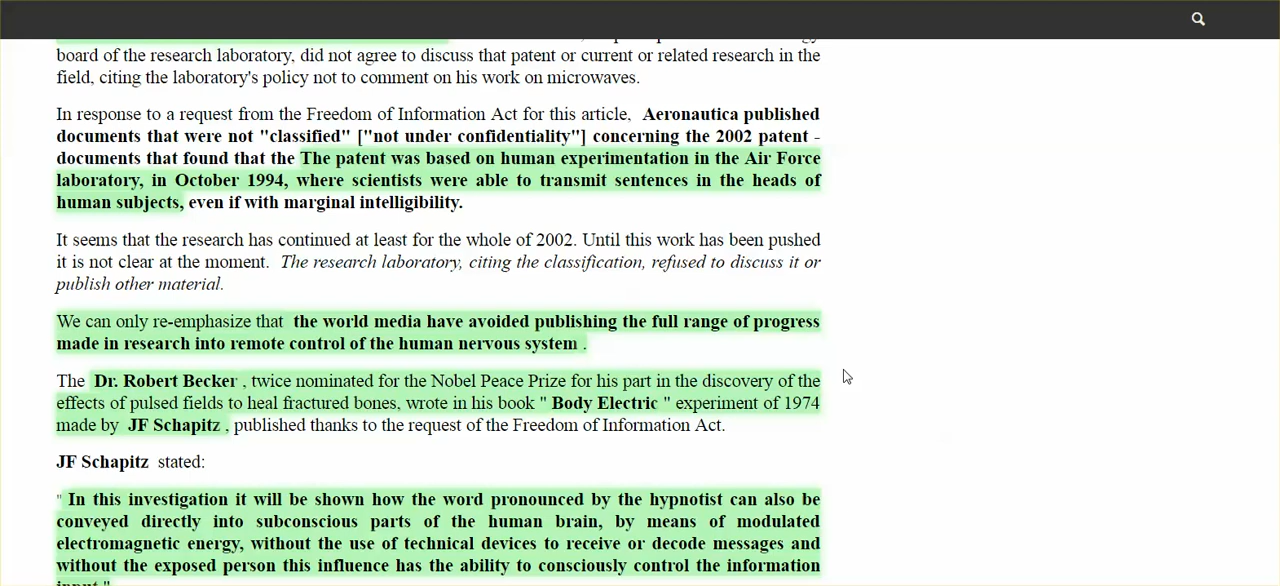 board of the research laboratory, did not agree to discuss that patent or current or related research in the
field, citing the laboratory's policy not to comment on his work on microwaves.
In response to a request from the Freedom of Information Act for this article, Aeronautica published
documents that were not "classified" ["not under confidentiality"] concerning the 2002 patent -
documents that found that the The patent was based on human experimentation in the Air Force
laboratory, in October 1994, where scientists were able to transmit sentences in the heads of
human subjects, even if with marginal intelligibility.
It seems that the research has continued at least for the whole of 2002. Until this work has been pushed
it is not clear at the moment. The research laboratory, citing the classification, refused to discuss it or
publish other material.
We can only re-emphasize that the world media have avoided publishing the full range of progress
made in research into remote control of the human nervous system .
The Dr. Robert Becker , twice nominated for the Nobel Peace Prize for his part in the discovery of the
effects of pulsed fields to heal fractured bones, wrote in his book " Body Electric " experiment of 1974
made by JF Schapitz , published thanks to the request of the Freedom of Information Act.
JF Schapitz stated:
" In this investigation it will be shown how the word pronounced by the hypnotist can also be
conveyed directly into subconscious parts of the human brain, by means of modulated
electromagnetic energy, without the use of technical devices to receive or decode messages and
without the exposed person this influence has the ability to consciously control the information
input "